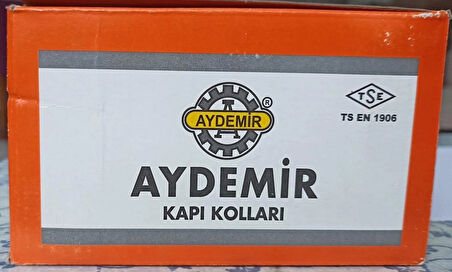 AYDEMİR ®
TSE
TS EN 1906
AYDEMİR
KAPI KOLLARI